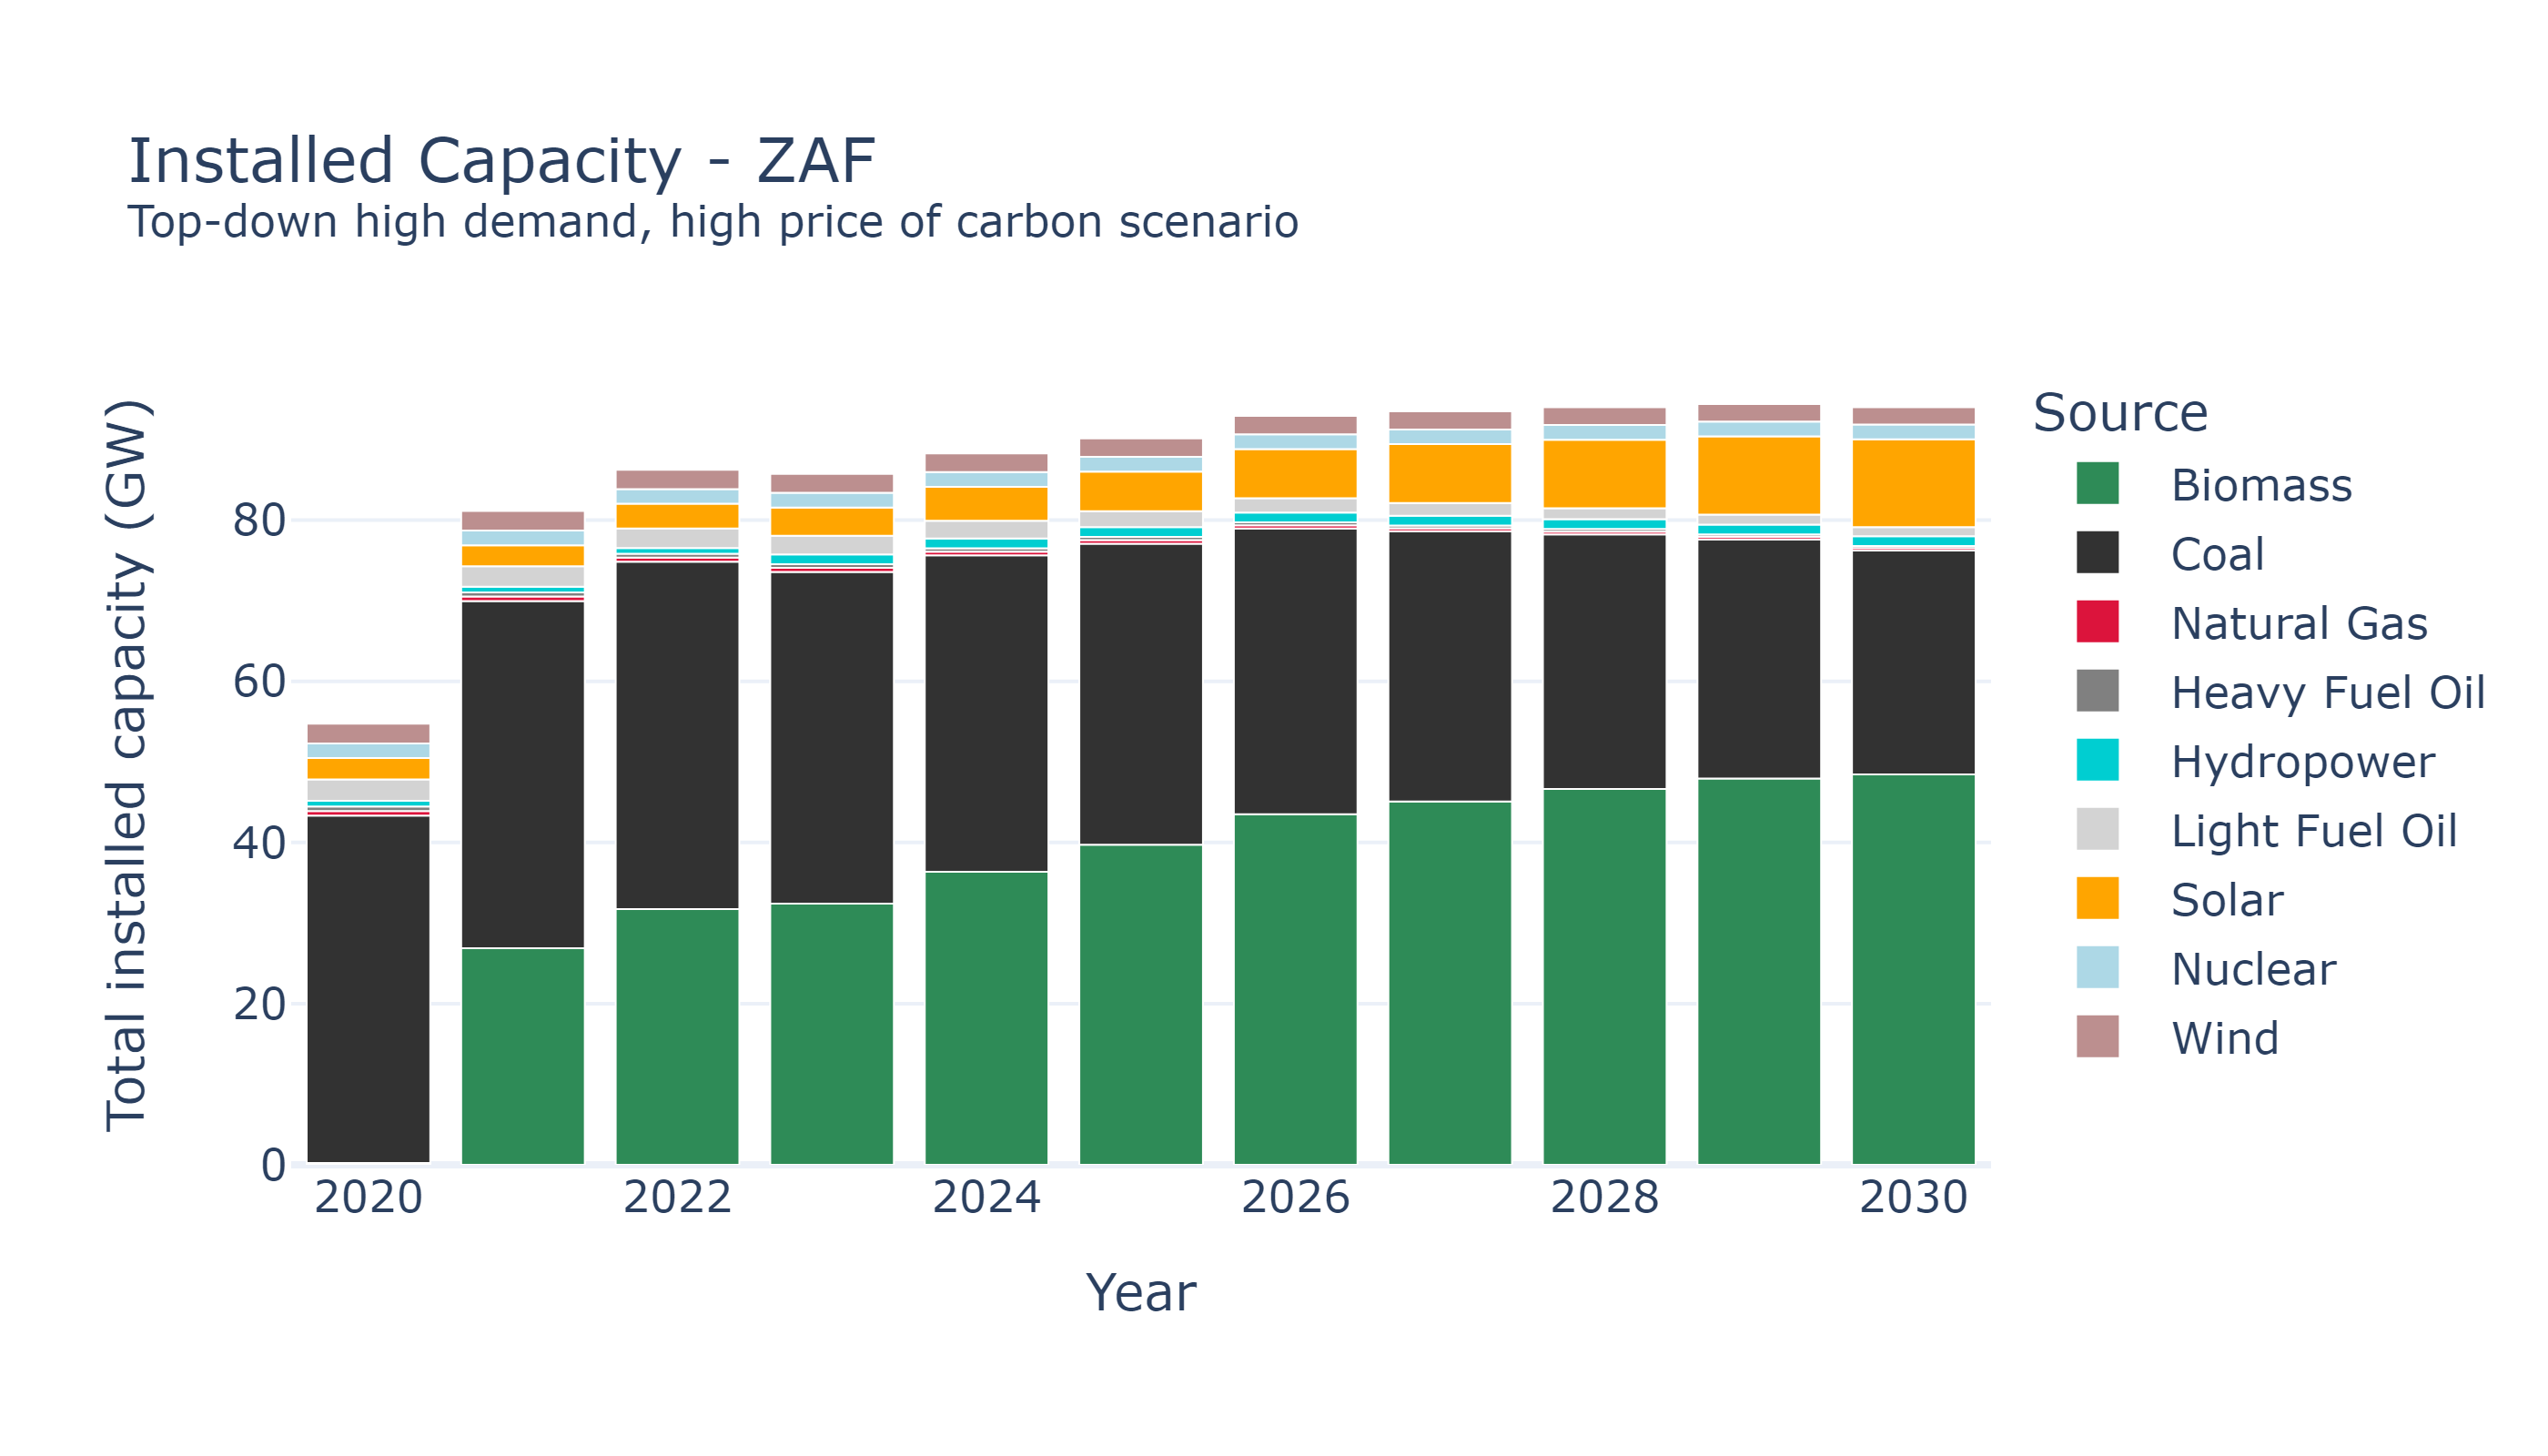 Installed Capacity - ZAF
Top-down high demand, high price of carbon scenario
Total installed capacity (GW)
80
60
40
20
0
2020
2022
2024
2026
2028
2030
Year
Source
Biomass
Coal
Natural Gas
Heavy Fuel Oil
Hydropower
Light Fuel Oil
Solar
Nuclear
Wind